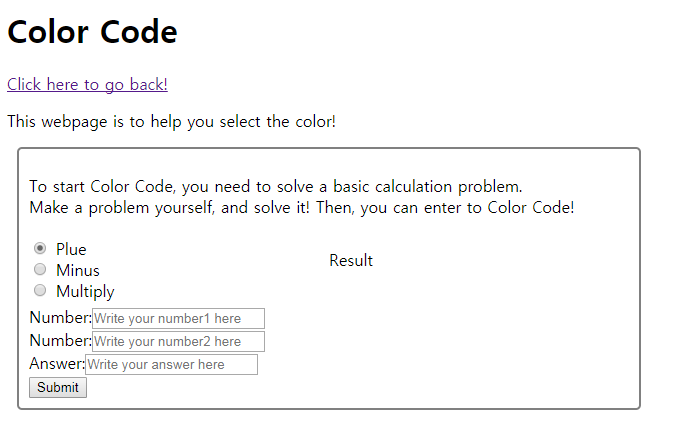 Color Code
Click here to go back!
This webpage is to help you select the color!
To start Color Code, you need to solve a basic calculation problem.
Make a problem yourself, and solve it! Then, you can enter to Color Code!
Plue
Minus
Multiply
Result
Number:Write your number1 here
Number:Write your number2 here
Answer:Write your answer here
Submit